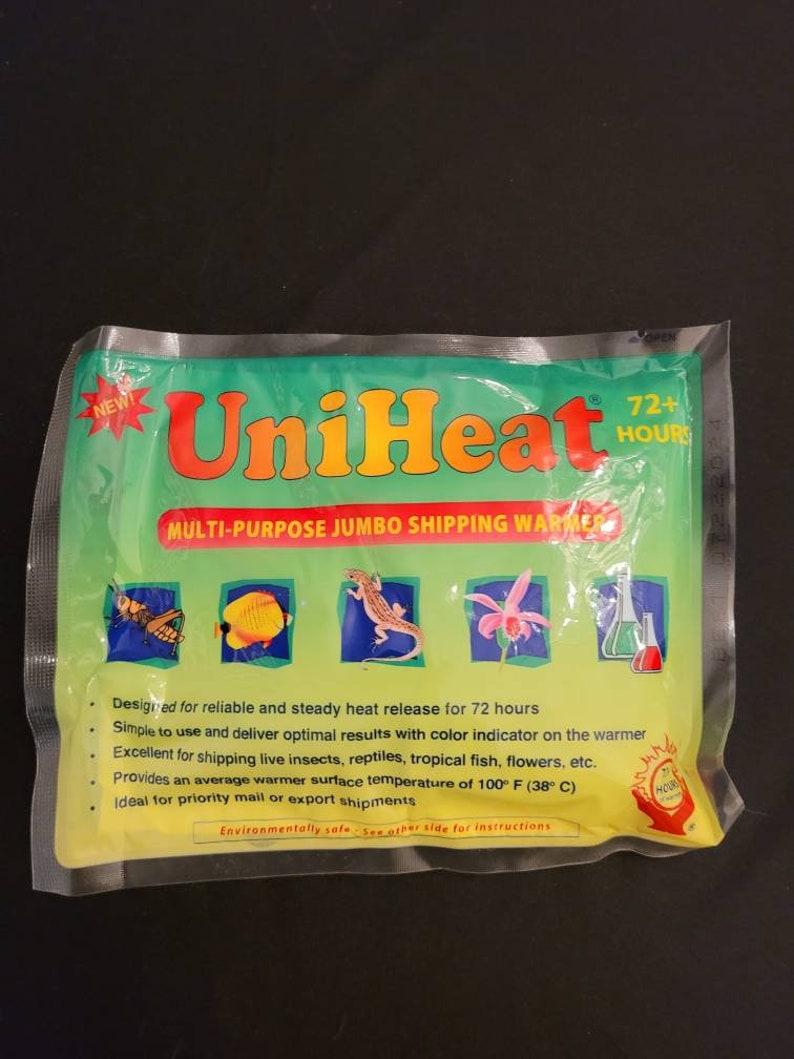 OPEN
NEW!
UniHeat®
72+
HOURS
MULTI-PURPOSE JUMBO SHIPPING WARMER
• Designed for reliable and steady heat release for 72 hours
• Simple to use and deliver optimal results with color indicator on the warmer
• Excellent for shipping live insects, reptiles, tropical fish, flowers, etc.
• Provides an average warmer surface temperature of 100° F (38° C)
• Ideal for priority mail or export shipments
HOURS
Environmentally safe - See other side for instructions